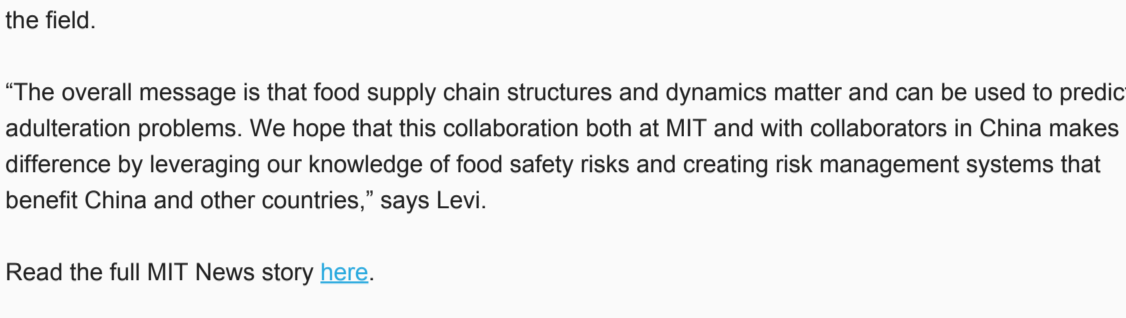 the field.
“The overall message is that food supply chain structures and dynamics matter and can be used to predic
adulteration problems. We hope that this collaboration both at MIT and with collaborators in China makes
difference by leveraging our knowledge of food safety risks and creating risk management systems that
benefit China and other countries,” says Levi.
Read the full MIT News story here.